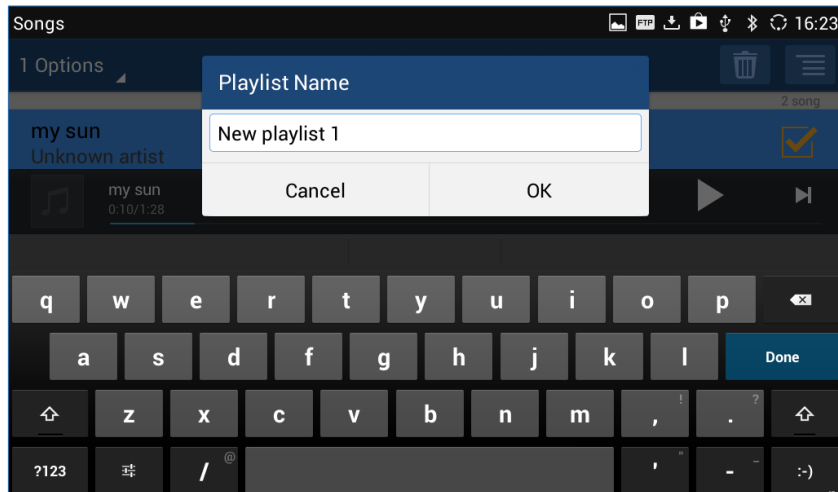 Songs FTP 16:23
1 Options
Playlist Name
2 song
my sun
Unknown artist
New playlist 1
my sun
0:10/1:28
Cancel OK
q w e r t y u i o p
a s d f g h j k l Done
z x c v b n m , ! . ?
?123 / @ ' " - _ :-)